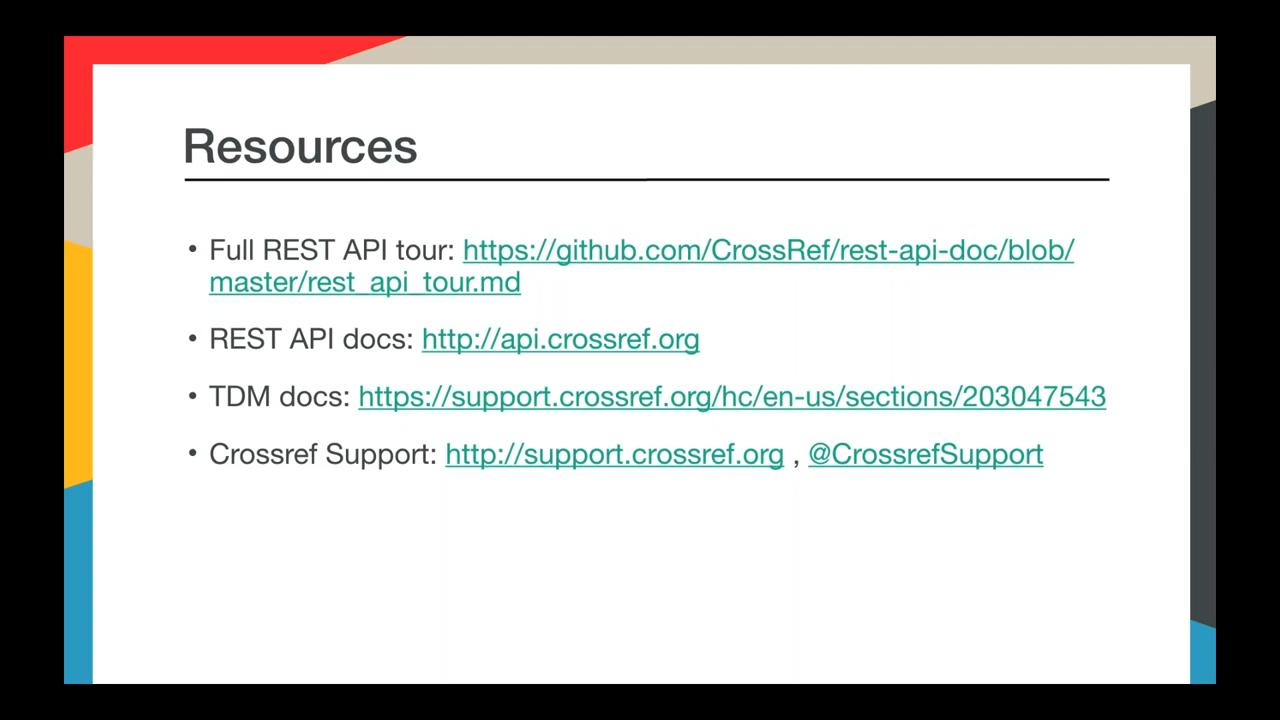 Resources
• Full REST API tour: https://github.com/CrossRef/rest-api-doc/blob/
master/rest_api_tour.md
• REST API docs: http://api.crossref.org
• TDM docs: https://support.crossref.org/hc/en-us/sections/203047543
• Crossref Support: http://support.crossref.org , @CrossrefSupport